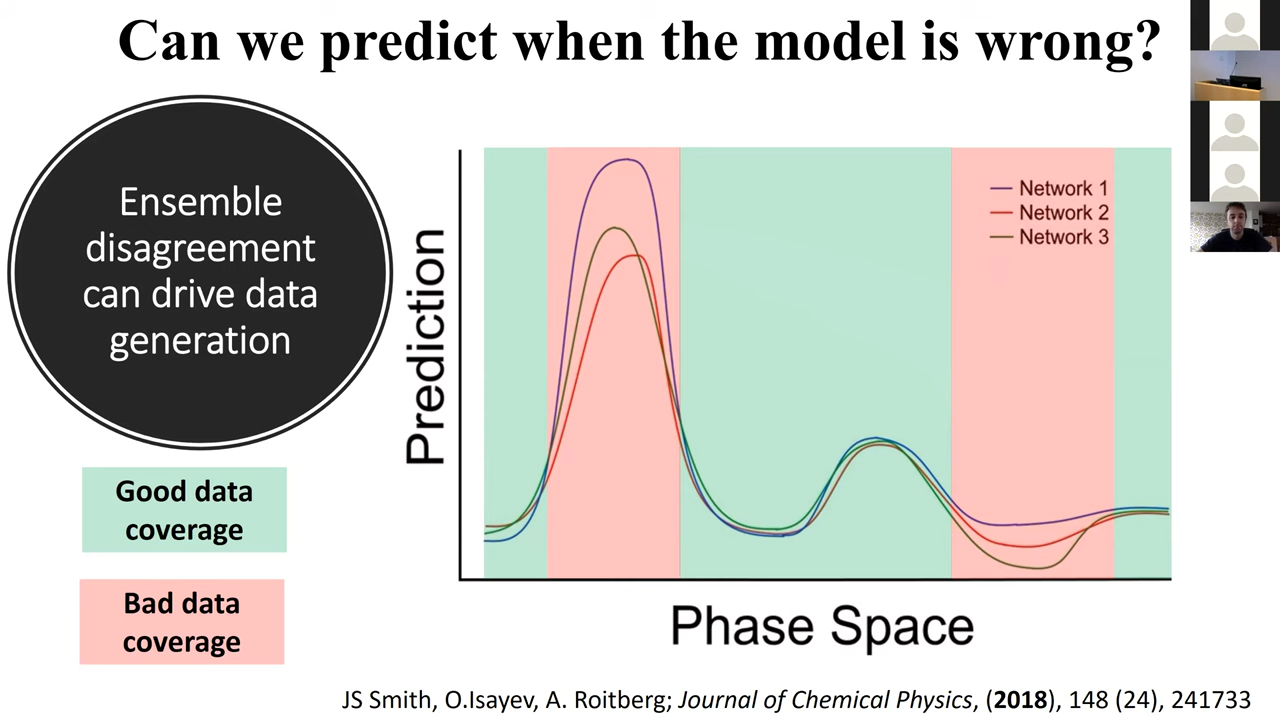 Can we predict when the model is wrong?
Ensemble
disagreement
can drive data
generation
Good data
coverage
Bad data
coverage
Prediction
Network 1
Network 2
Network 3
Phase Space
JS Smith, O.Isayev, A. Roitberg; Journal of Chemical Physics, (2018), 148 (24), 241733